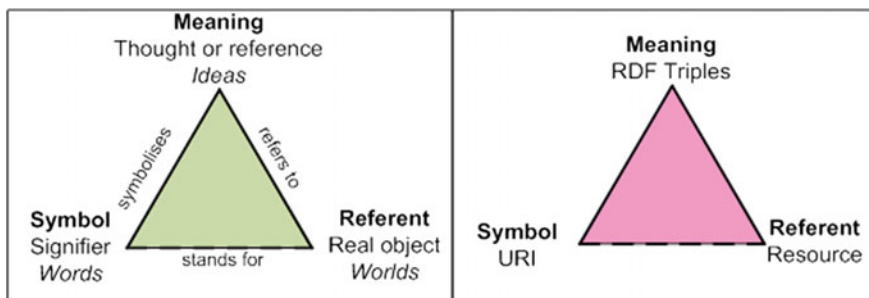 Meaning
Thought or reference
Ideas
symbolises
refers to
Symbol
Signifier
Words
stands for
Referent
Real object
Worlds
Meaning
RDF Triples
Symbol
URI
Referent
Resource